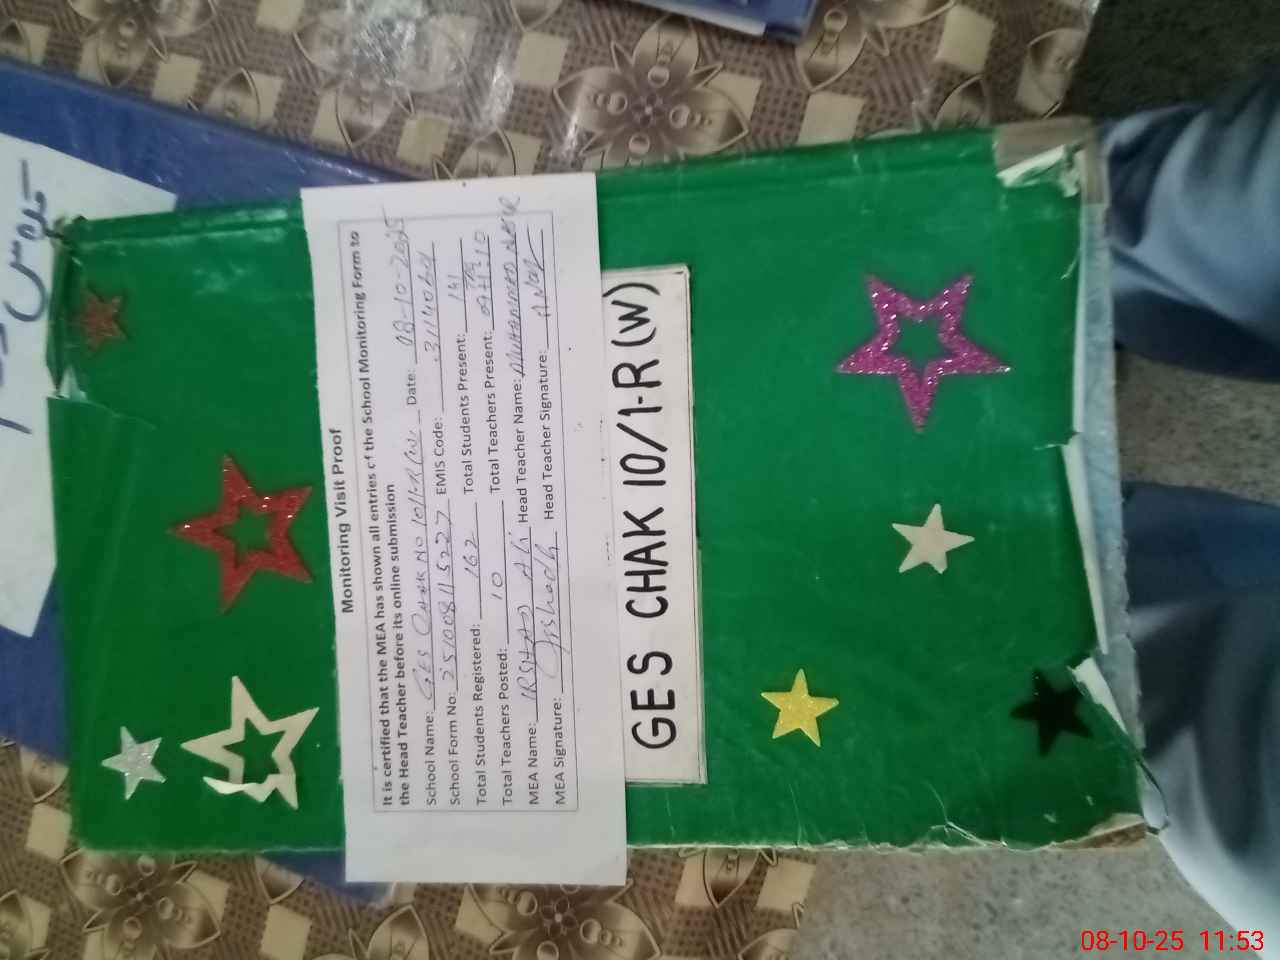 Monitoring Visit Proof
It is certified that the MEA has shown all entries of the School Monitoring Form to
the Head Teacher before its online submission
School Name: GES Chak No 10/1-R (W) Date: 08-10-2025
School Form No: EMIS Code:
Total Students Registered: 162 Total Students Present: 141
Total Teachers Posted: 10 Total Teachers Present: 10
MEA Name: IRSHAD Ali Head Teacher Name: MUHAMMAD
MEA Signature: Irshad Head Teacher Signature:
GES CHAK 10/1-R (W)
08-10-25 11:53